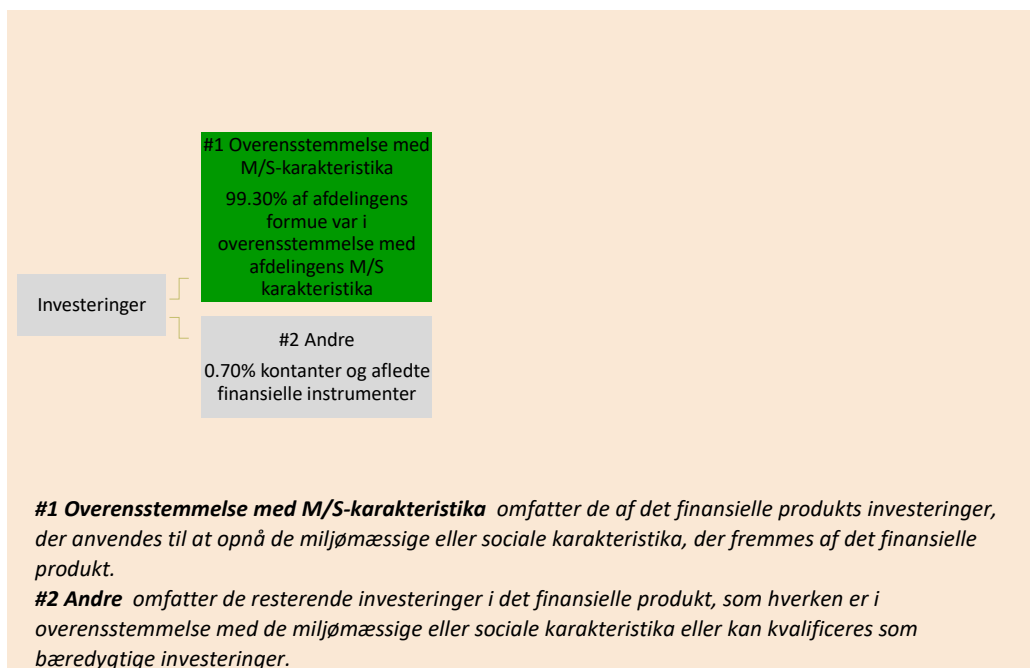 #1 Overensstemmelse med
M/S-karakteristika
99.30% af afdelingens
formue var i
overensstemmelse med
afdelingens M/S
karakteristika
Investeringer
#2 Andre
0.70% kontanter og afledte
finansielle instrumenter
#1 Overensstemmelse med M/S-karakteristika omfatter de af det finansielle produkts investeringer,
der anvendes til at opnå de miljømæssige eller sociale karakteristika, der fremmes af det finansielle
produkt.
#2 Andre omfatter de resterende investeringer i det finansielle produkt, som hverken er i
overensstemmelse med de miljømæssige eller sociale karakteristika eller kan kvalificeres som
bæredygtige investeringer.